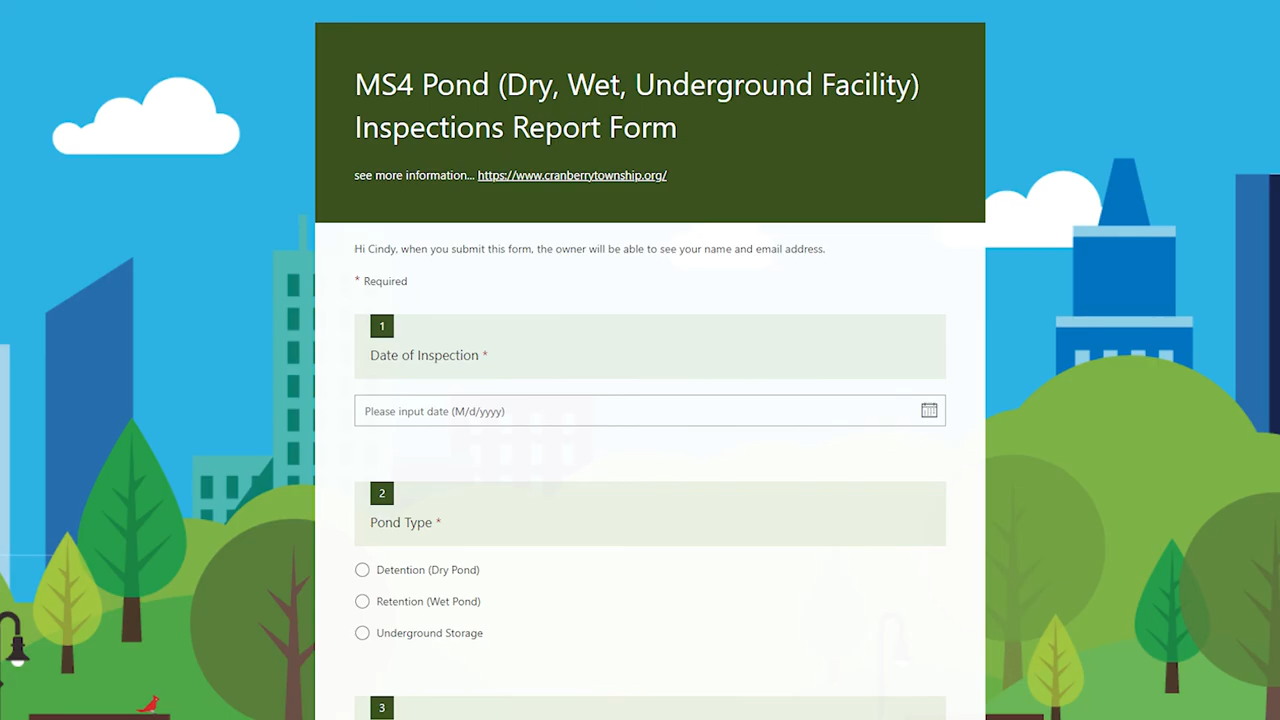 MS4 Pond (Dry, Wet, Underground Facility)
Inspections Report Form
see more information... https://www.cranberrytownship.org/
Hi Cindy, when you submit this form, the owner will be able to see your name and email address.
* Required
1
Date of Inspection *
Please input date (M/d/yyyy)
2
Pond Type *
Detention (Dry Pond)
Retention (Wet Pond)
Underground Storage
3